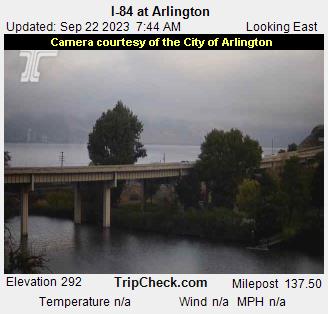 I-84 at Arlington
Updated: Sep 22 2023 7:44 AM Looking East
Camera courtesy of the City of Arlington
Elevation 292 TripCheck.com Milepost 137.50
Temperature n/a Wind n/a MPH n/a